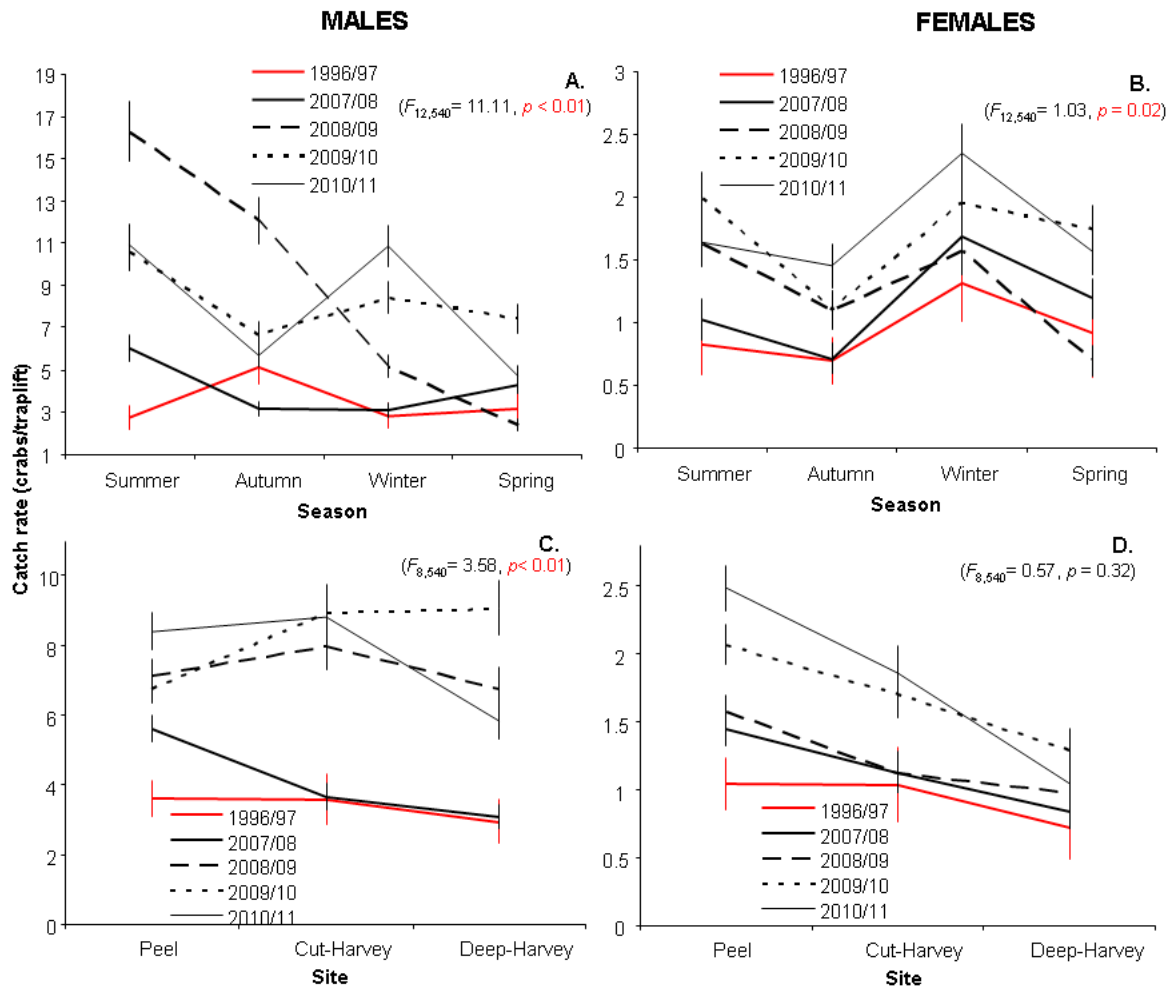 MALES
FEMALES
Catch rate (crabs/traplift)
A.
(F12,540= 11.11, p < 0.01)
1996/97
2007/08
2008/09
2009/10
2010/11
19
17
15
13
11
9
7
5
3
1
Summer Autumn Winter Spring
Season
B.
(F12,540= 1.03, p = 0.02)
1996/97
2007/08
2008/09
2009/10
2010/11
3
2.5
2
1.5
1
0.5
0
Summer Autumn Winter Spring
Season
C.
(F8,540= 3.58, p< 0.01)
10
8
6
4
2
0
1996/97
2007/08
2008/09
2009/10
2010/11
Peel Cut-Harvey Deep-Harvey
Site
D.
(F8,540= 0.57, p = 0.32)
2.5
2
1.5
1
0.5
0
1996/97
2007/08
2008/09
2009/10
2010/11
Peel Cut-Harvey Deep-Harvey
Site